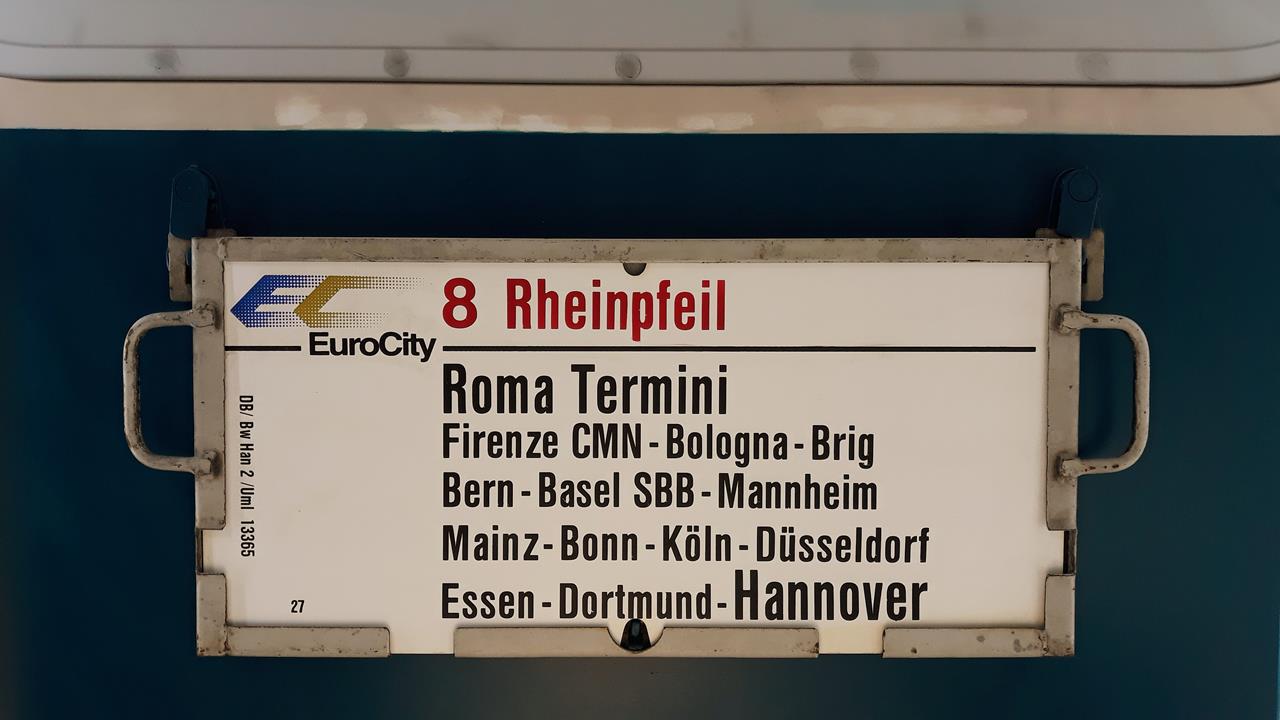 EC
EuroCity
8 Rheinpfeil
Roma Termini
Firenze CMN - Bologna - Brig
Bern - Basel SBB - Mannheim
Mainz - Bonn - Köln - Düsseldorf
Essen - Dortmund - Hannover
DB/ Bw Han 2 /Uml 13365
27